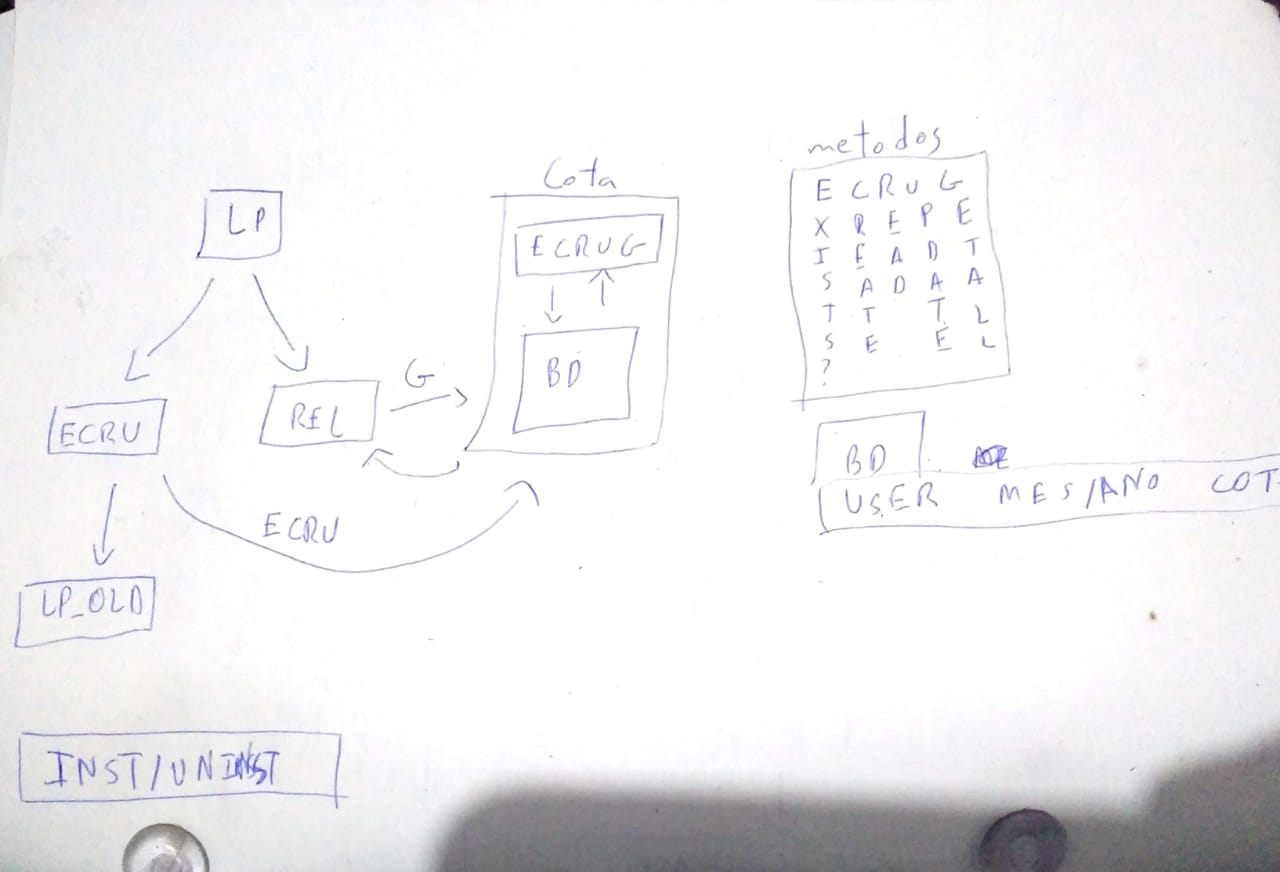 metodos
Cota
LP
ECRUG
BD
ECRU
REL
G
ECRU
LP_OLD
INST/UNINST
E C R U G
X R E P E
I E A D T
S A D A A
T T T L
S E E L
?
BD
USER MES/ANO COT